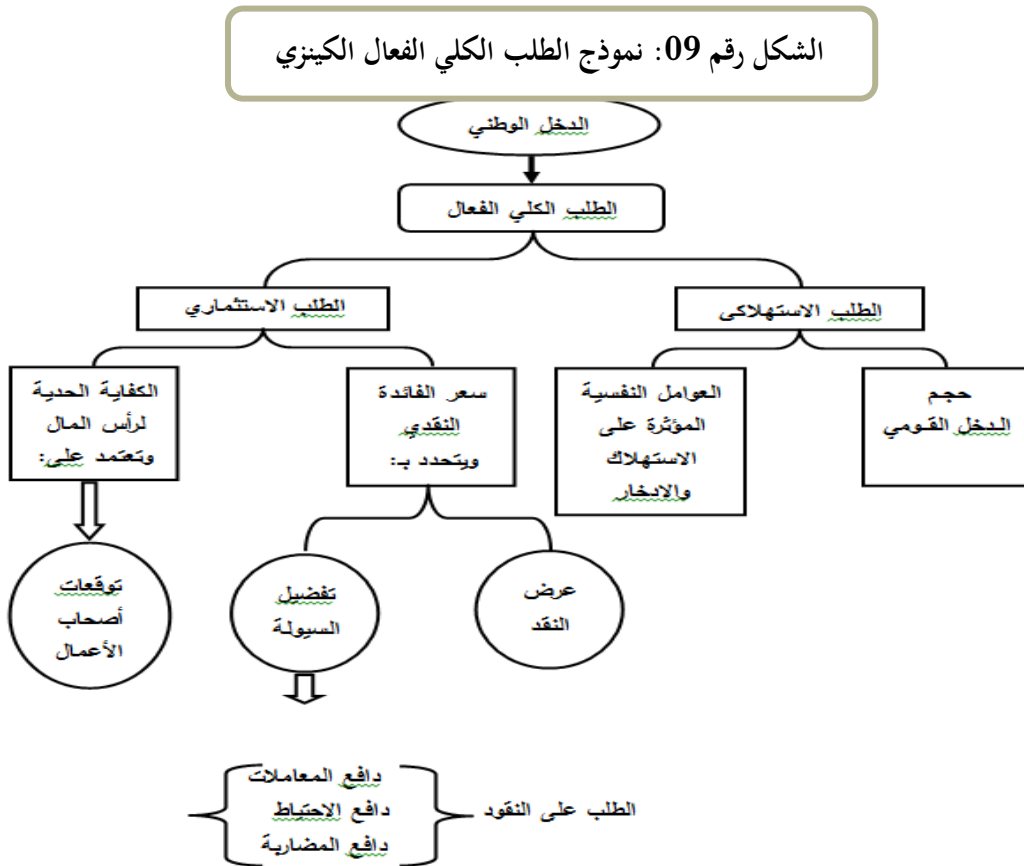 الشكل رقم 09: نموذج الطلب الكلي الفعال الكينزي
الدخل الوطني
الطلب الكلي الفعال
الطلب الاستهلاكي
الطلب الاستثماري
حجم
الدخل القومي
العوامل النفسية
المؤثرة على
الاستهلاك
والادخار
سعر الفائدة
النقدي
ويتحدد بـ:
الكفاية الحدية
لرأس المال
وتعتمد على:
عرض
النقد
تفضيل
السيولة
توقعات
أصحاب
الأعمال
الطلب على النقود
دافع المعاملات
دافع الاحتياط
دافع المضاربة